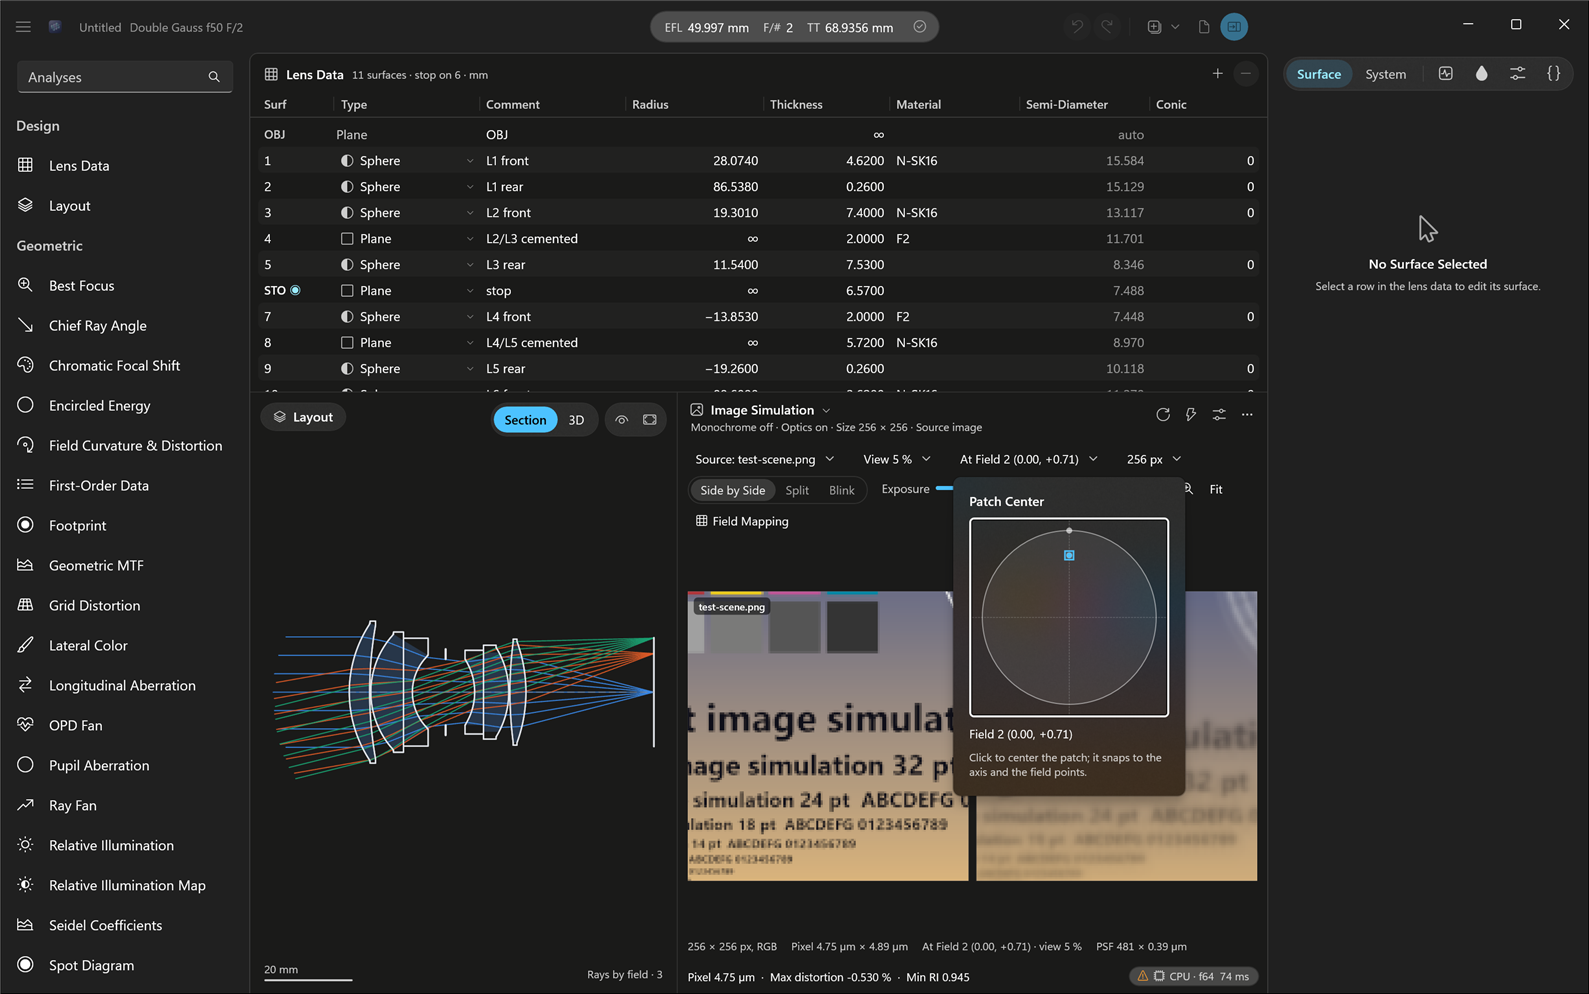 Untitled Double Gauss f50 F/2
EFL 49.997 mm F/# 2 TT 68.9356 mm
Analyses
Design
Lens Data
Layout
Geometric
Best Focus
Chief Ray Angle
Chromatic Focal Shift
Encircled Energy
Field Curvature & Distortion
First-Order Data
Footprint
Geometric MTF
Grid Distortion
Lateral Color
Longitudinal Aberration
OPD Fan
Pupil Aberration
Ray Fan
Relative Illumination
Relative Illumination Map
Seidel Coefficients
Spot Diagram
Lens Data 11 surfaces · stop on 6 · mm
Surf Type Comment Radius Thickness Material Semi-Diameter Conic
OBJ Plane OBJ ∞ auto
1 Sphere L1 front 28.0740 4.6200 N-SK16 15.584 0
2 Sphere L1 rear 86.5380 0.2600 15.129 0
3 Sphere L2 front 19.3010 7.4000 N-SK16 13.117 0
4 Plane L2/L3 cemented ∞ 2.0000 F2 11.701
5 Sphere L3 rear 11.5400 7.5300 8.346 0
STO Plane stop ∞ 6.5700 7.488
7 Sphere L4 front −13.8530 2.0000 F2 7.448 0
8 Plane L4/L5 cemented ∞ 5.7200 N-SK16 8.970
9 Sphere L5 rear −19.2600 0.2600 10.118 0
Layout
Section 3D
20 mm
Rays by field · 3
Image Simulation
Monochrome off · Optics on · Size 256 × 256 · Source image
Source: test-scene.png View 5 % At Field 2 (0.00, +0.71) 256 px
Side by Side Split Blink Exposure Fit
Field Mapping
Patch Center
Field 2 (0.00, +0.71)
Click to center the patch; it snaps to the
axis and the field points.
test-scene.png
t image simulat
nage simulation 32 pt
simulation 24 pt ABCDEFG 0
lation 18 pt ABCDEFG 0123456789
14 pt ABCDEFG 0123456789
ABCDEFG 0123456789
0123456789
256 × 256 px, RGB Pixel 4.75 µm × 4.89 µm At Field 2 (0.00, +0.71) · view 5 % PSF 481 × 0.39 µm
Pixel 4.75 µm · Max distortion -0.530 % · Min RI 0.945
CPU · f64 74 ms
Surface System {}
No Surface Selected
Select a row in the lens data to edit its surface.